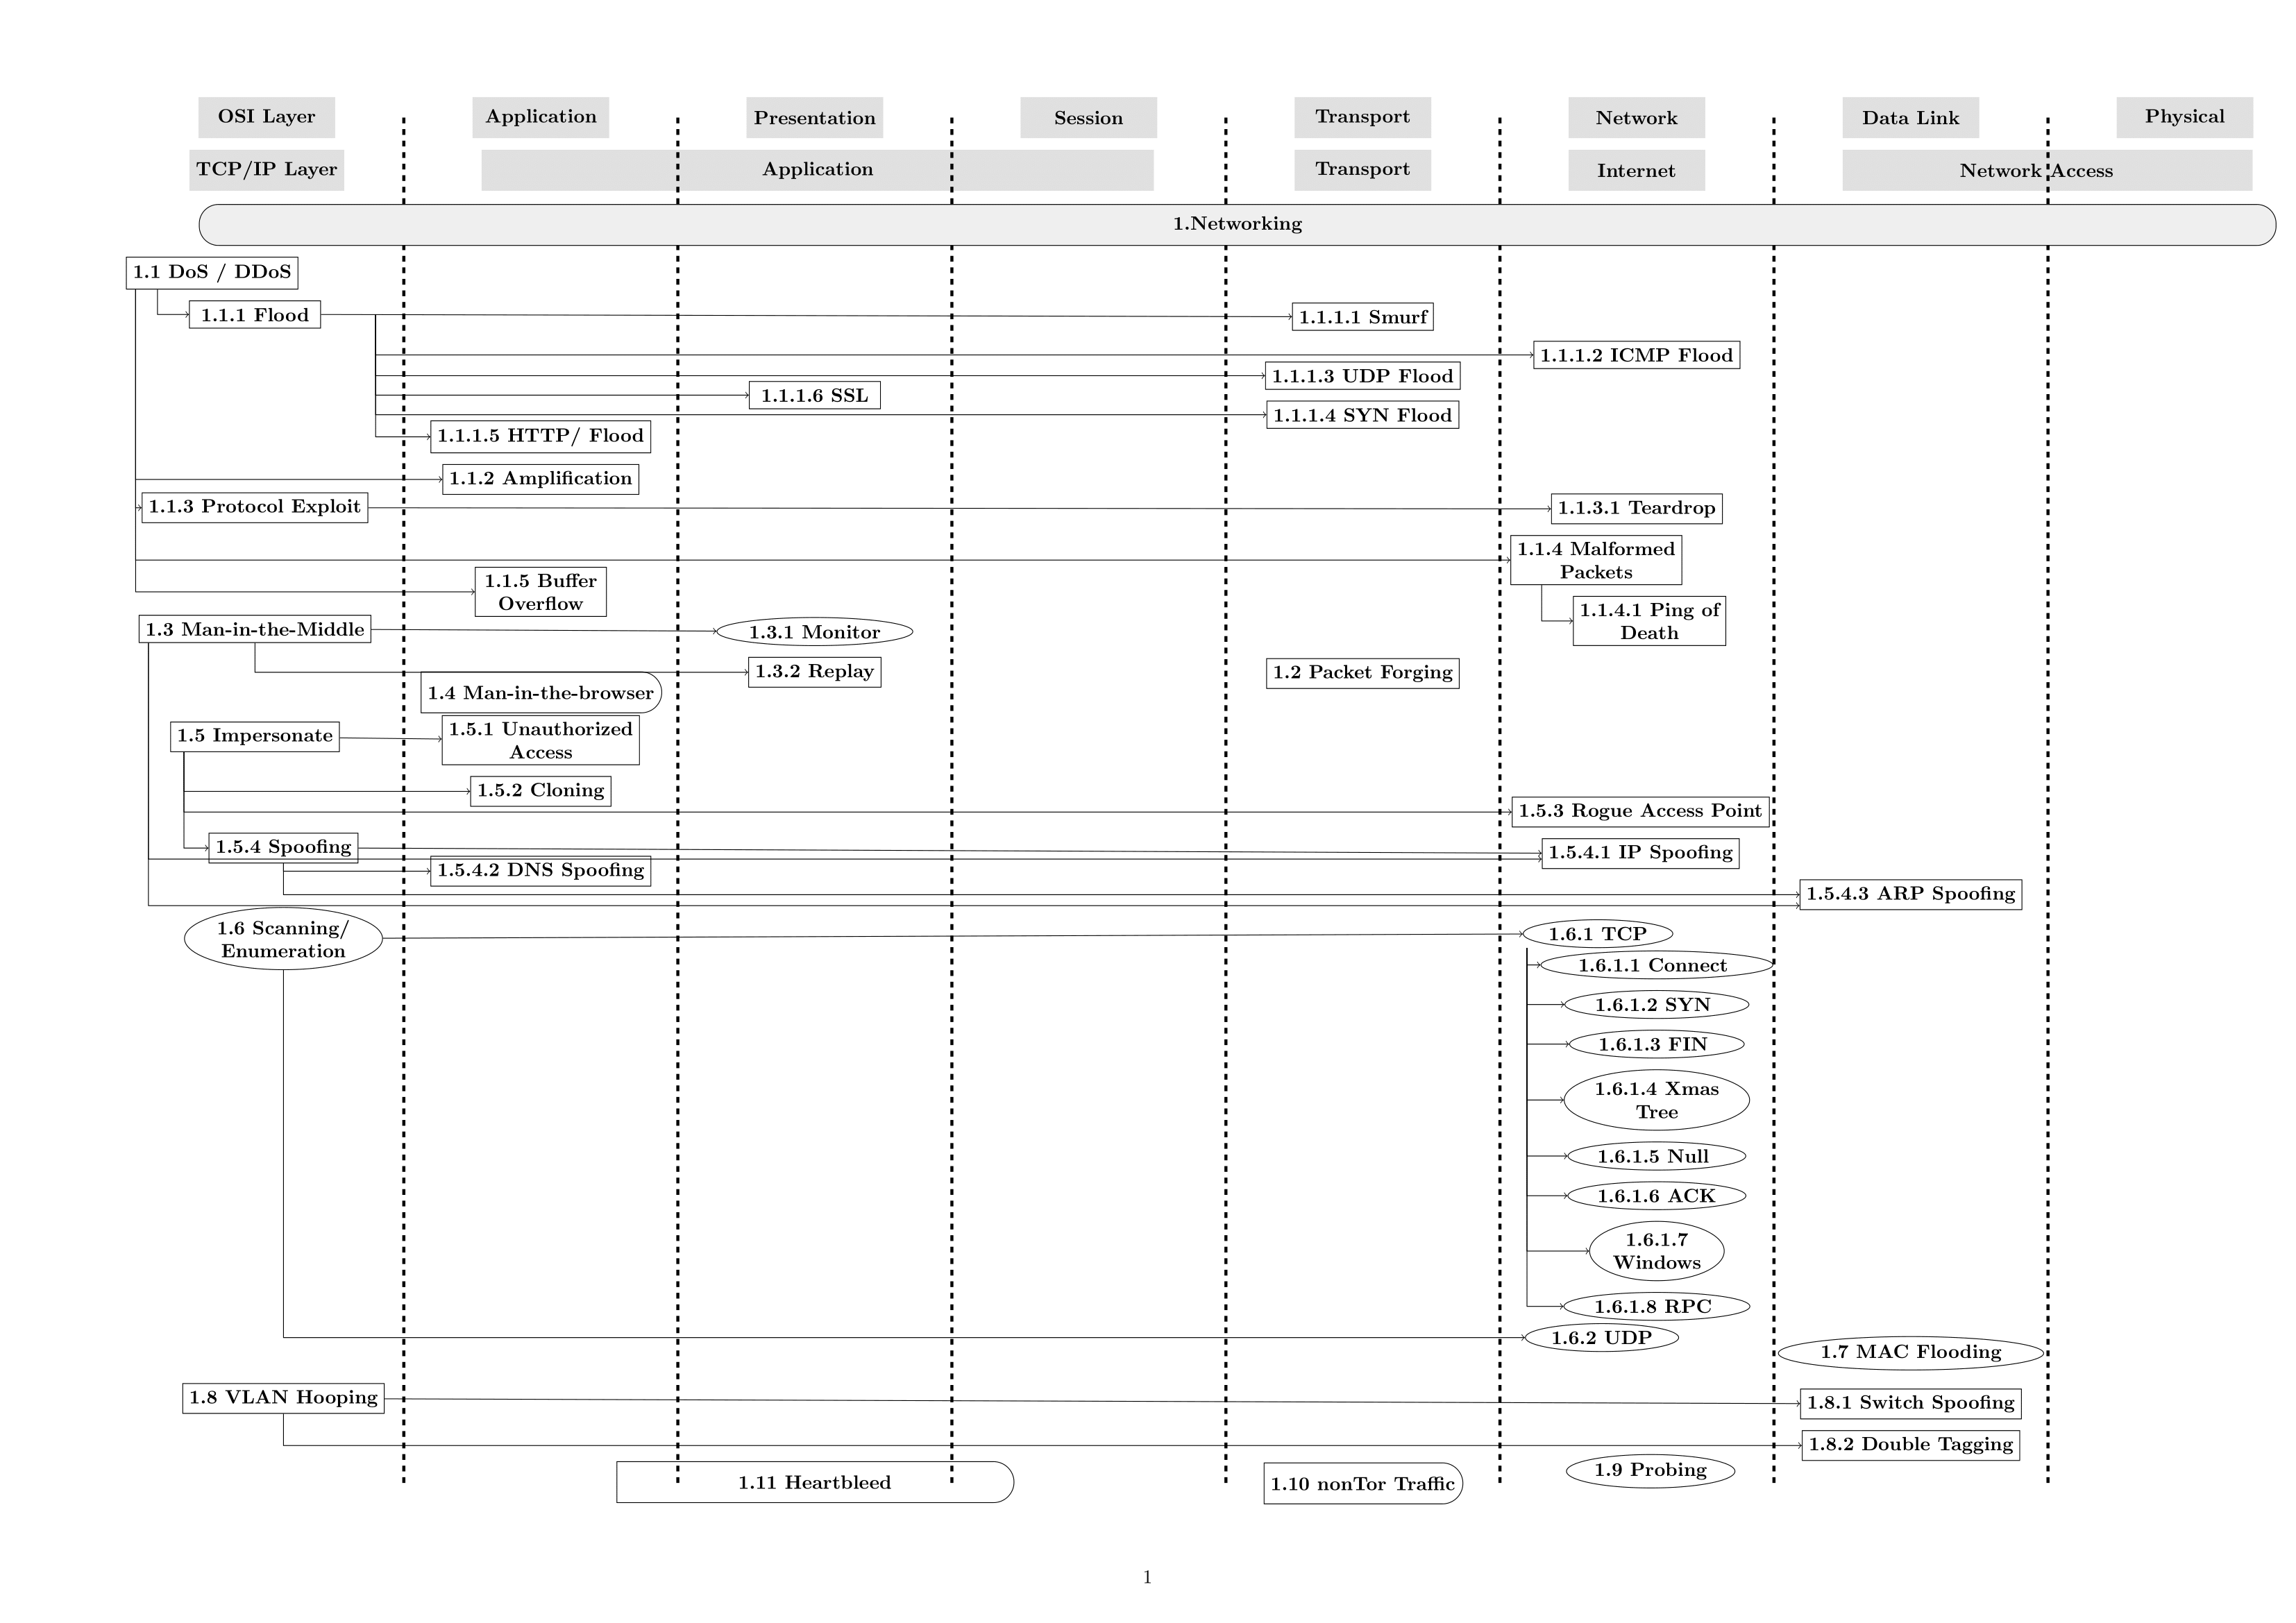 OSI Layer
Application
Presentation
Session
Transport
Network
Data Link
Physical
TCP/IP Layer
Application
Transport
Internet
Network Access
1.Networking
1.1 DoS / DDoS
1.1.1 Flood
1.1.1.1 Smurf
1.1.1.2 ICMP Flood
1.1.1.3 UDP Flood
1.1.1.6 SSL
1.1.1.4 SYN Flood
1.1.1.5 HTTP/ Flood
1.1.2 Amplification
1.1.3 Protocol Exploit
1.1.3.1 Teardrop
1.1.4 Malformed
Packets
1.1.5 Buffer
Overflow
1.1.4.1 Ping of
Death
1.3 Man-in-the-Middle
1.3.1 Monitor
1.3.2 Replay
1.2 Packet Forging
1.4 Man-in-the-browser
1.5 Impersonate
1.5.1 Unauthorized
Access
1.5.2 Cloning
1.5.3 Rogue Access Point
1.5.4 Spoofing
1.5.4.1 IP Spoofing
1.5.4.2 DNS Spoofing
1.5.4.3 ARP Spoofing
1.6 Scanning/
Enumeration
1.6.1 TCP
1.6.1.1 Connect
1.6.1.2 SYN
1.6.1.3 FIN
1.6.1.4 Xmas
Tree
1.6.1.5 Null
1.6.1.6 ACK
1.6.1.7
Windows
1.6.1.8 RPC
1.6.2 UDP
1.7 MAC Flooding
1.8 VLAN Hooping
1.8.1 Switch Spoofing
1.8.2 Double Tagging
1.9 Probing
1.11 Heartbleed
1.10 nonTor Traffic
1